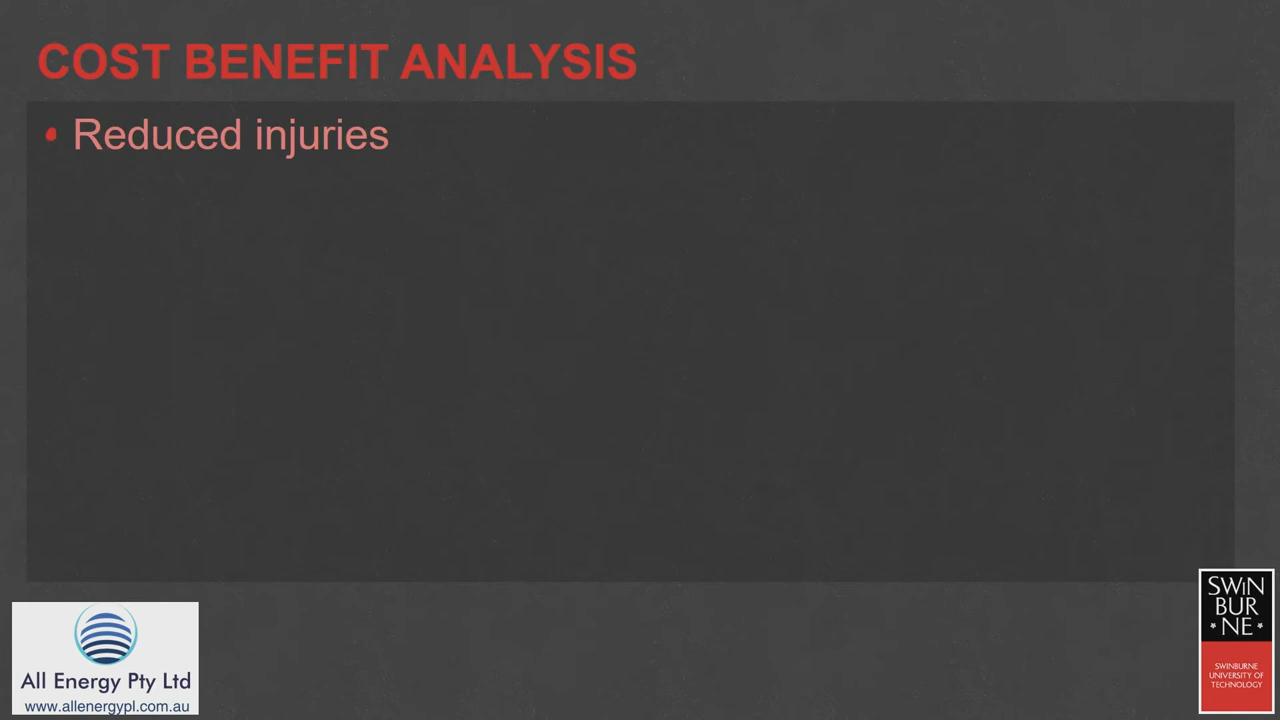 COST BENEFIT ANALYSIS
• Reduced injuries
All Energy Pty Ltd
www.allenergypl.com.au
SWIN
BUR
NE
SWINBURNE
UNIVERSITY OF
TECHNOLOGY